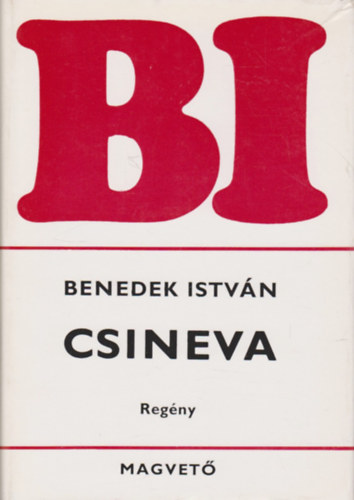 BI
BENEDEK ISTVÁN
CSINEVA
Regény
MAGVETŐ